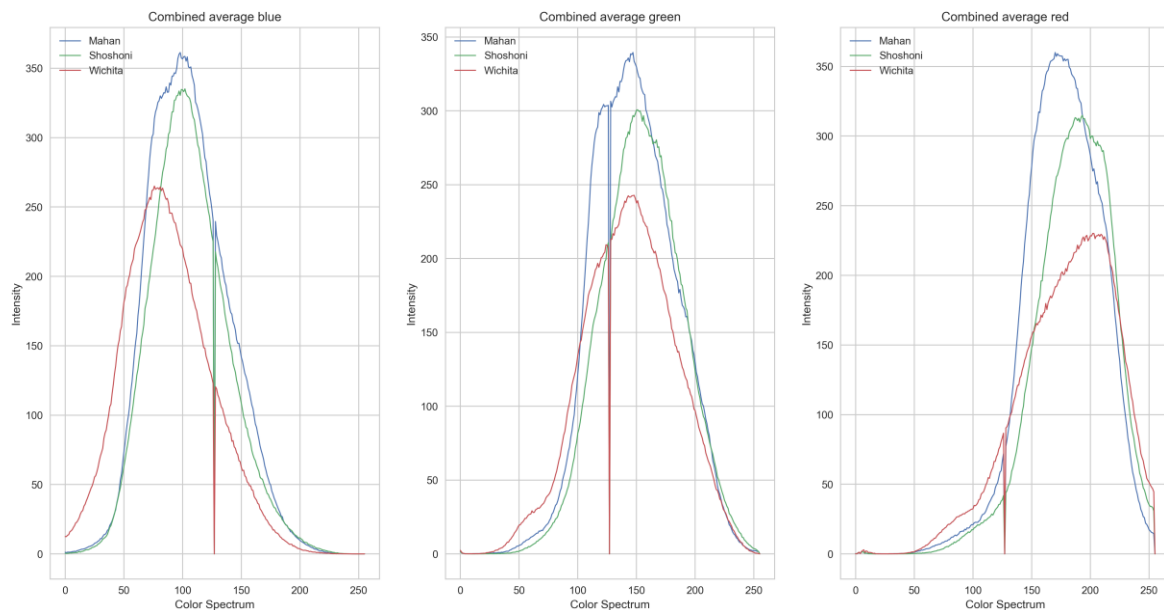 Combined average blue
Mahan
Shoshoni
Wichita
350
300
250
200
150
100
50
0
Intensity
0 50 100 150 200 250
Color Spectrum
Combined average green
Mahan
Shoshoni
Wichita
350
300
250
200
150
100
50
0
Intensity
0 50 100 150 200 250
Color Spectrum
Combined average red
Mahan
Shoshoni
Wichita
350
300
250
200
150
100
50
0
Intensity
0 50 100 150 200 250
Color Spectrum